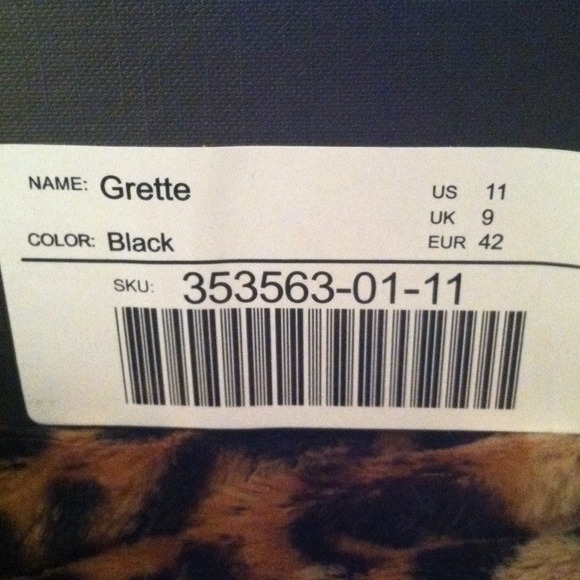 NAME: Grette
US 11
UK 9
COLOR: Black
EUR 42
SKU: 353563-01-11